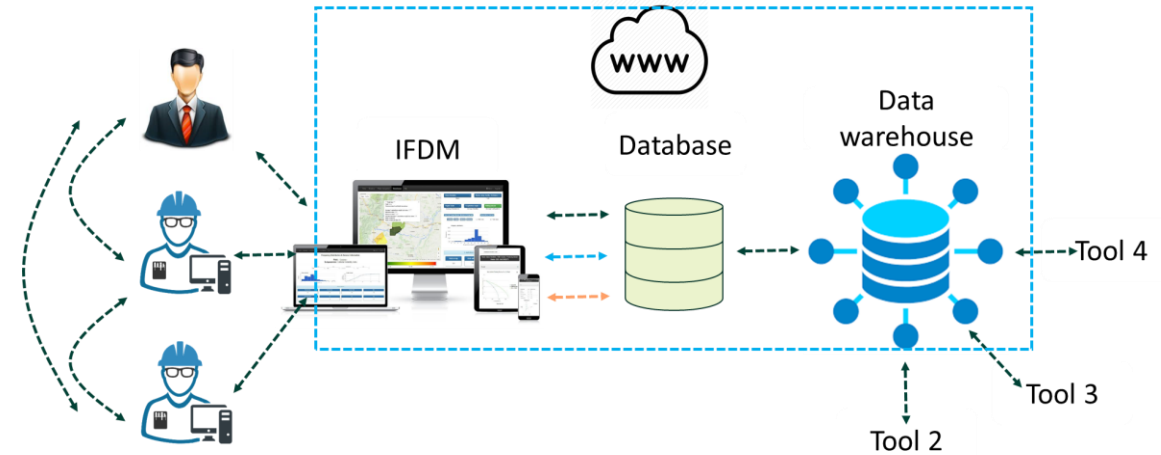 WWW
IFDM
Database
Data
warehouse
Tool 4
Tool 3
Tool 2